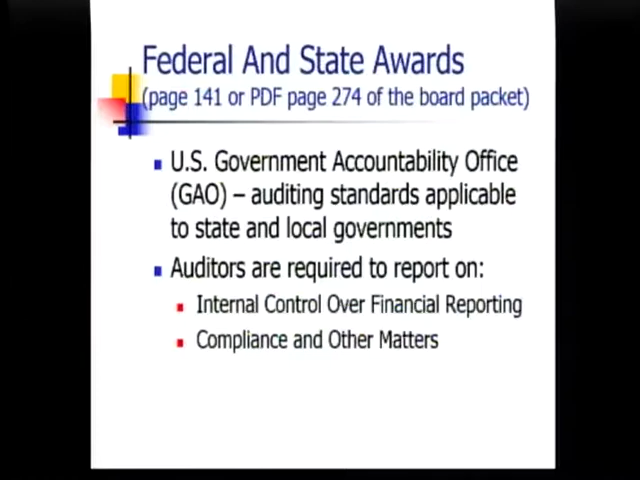 Federal And State Awards
(page 141 or PDF page 274 of the board packet)
U.S. Government Accountability Office
(GAO) – auditing standards applicable
to state and local governments
Auditors are required to report on:
Internal Control Over Financial Reporting
Compliance and Other Matters